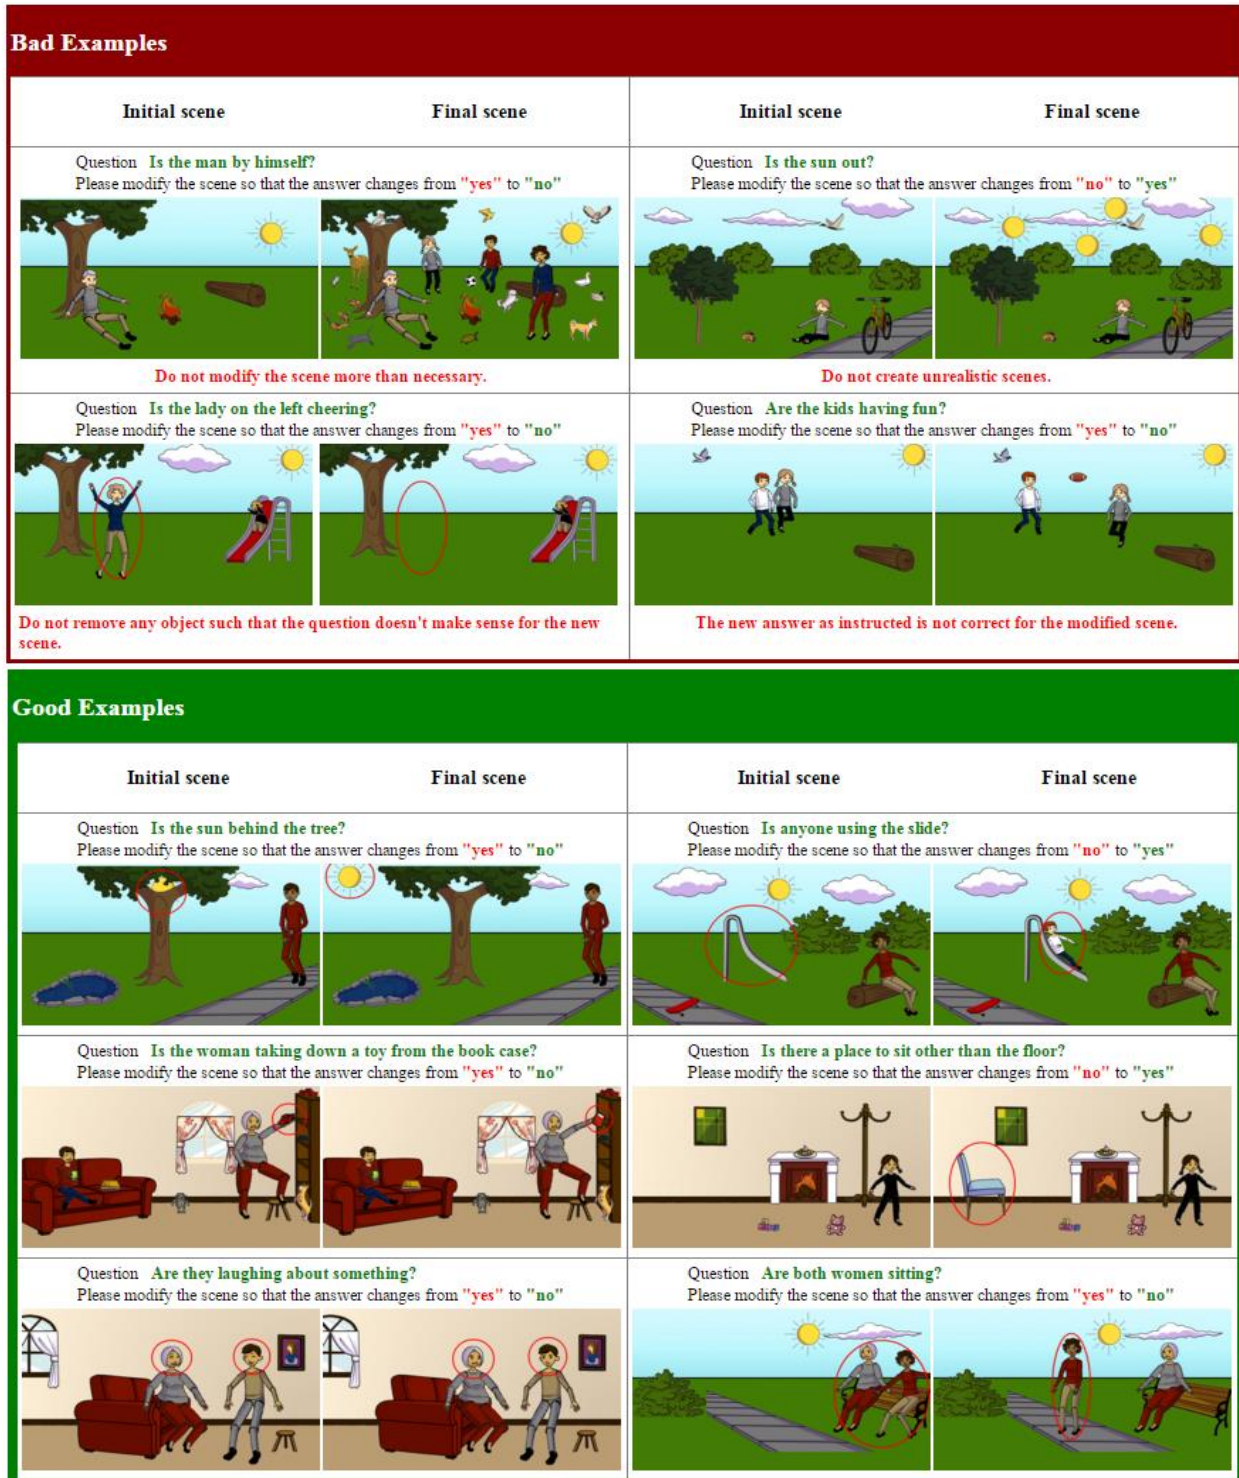 Bad Examples
Initial scene Final scene Initial scene Final scene
Question Is the man by himself?
Please modify the scene so that the answer changes from "yes" to "no"
Do not modify the scene more than necessary.
Question Is the sun out?
Please modify the scene so that the answer changes from "no" to "yes"
Do not create unrealistic scenes.
Question Is the lady on the left cheering?
Please modify the scene so that the answer changes from "yes" to "no"
Do not remove any object such that the question doesn't make sense for the new
scene.
Question Are the kids having fun?
Please modify the scene so that the answer changes from "yes" to "no"
The new answer as instructed is not correct for the modified scene.
Good Examples
Initial scene Final scene Initial scene Final scene
Question Is the sun behind the tree?
Please modify the scene so that the answer changes from "yes" to "no"
Question Is anyone using the slide?
Please modify the scene so that the answer changes from "no" to "yes"
Question Is the woman taking down a toy from the book case?
Please modify the scene so that the answer changes from "yes" to "no"
Question Is there a place to sit other than the floor?
Please modify the scene so that the answer changes from "no" to "yes"
Question Are they laughing about something?
Please modify the scene so that the answer changes from "yes" to "no"
Question Are both women sitting?
Please modify the scene so that the answer changes from "yes" to "no"